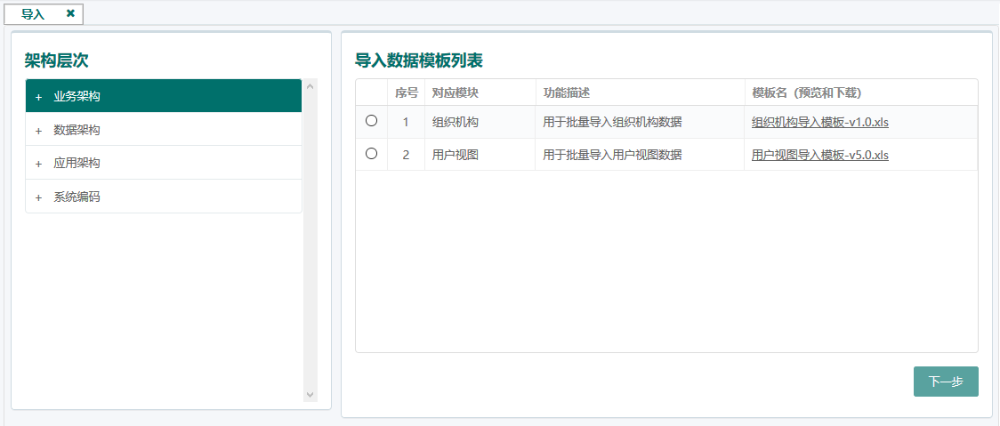 导入 ✖
架构层次
+ 业务架构
+ 数据架构
+ 应用架构
+ 系统编码
导入数据模板列表
序号 对应模块 功能描述 模板名（预览和下载）
1 组织机构 用于批量导入组织机构数据 组织机构导入模板-v1.0.xls
2 用户视图 用于批量导入用户视图数据 用户视图导入模板-v5.0.xls
下一步